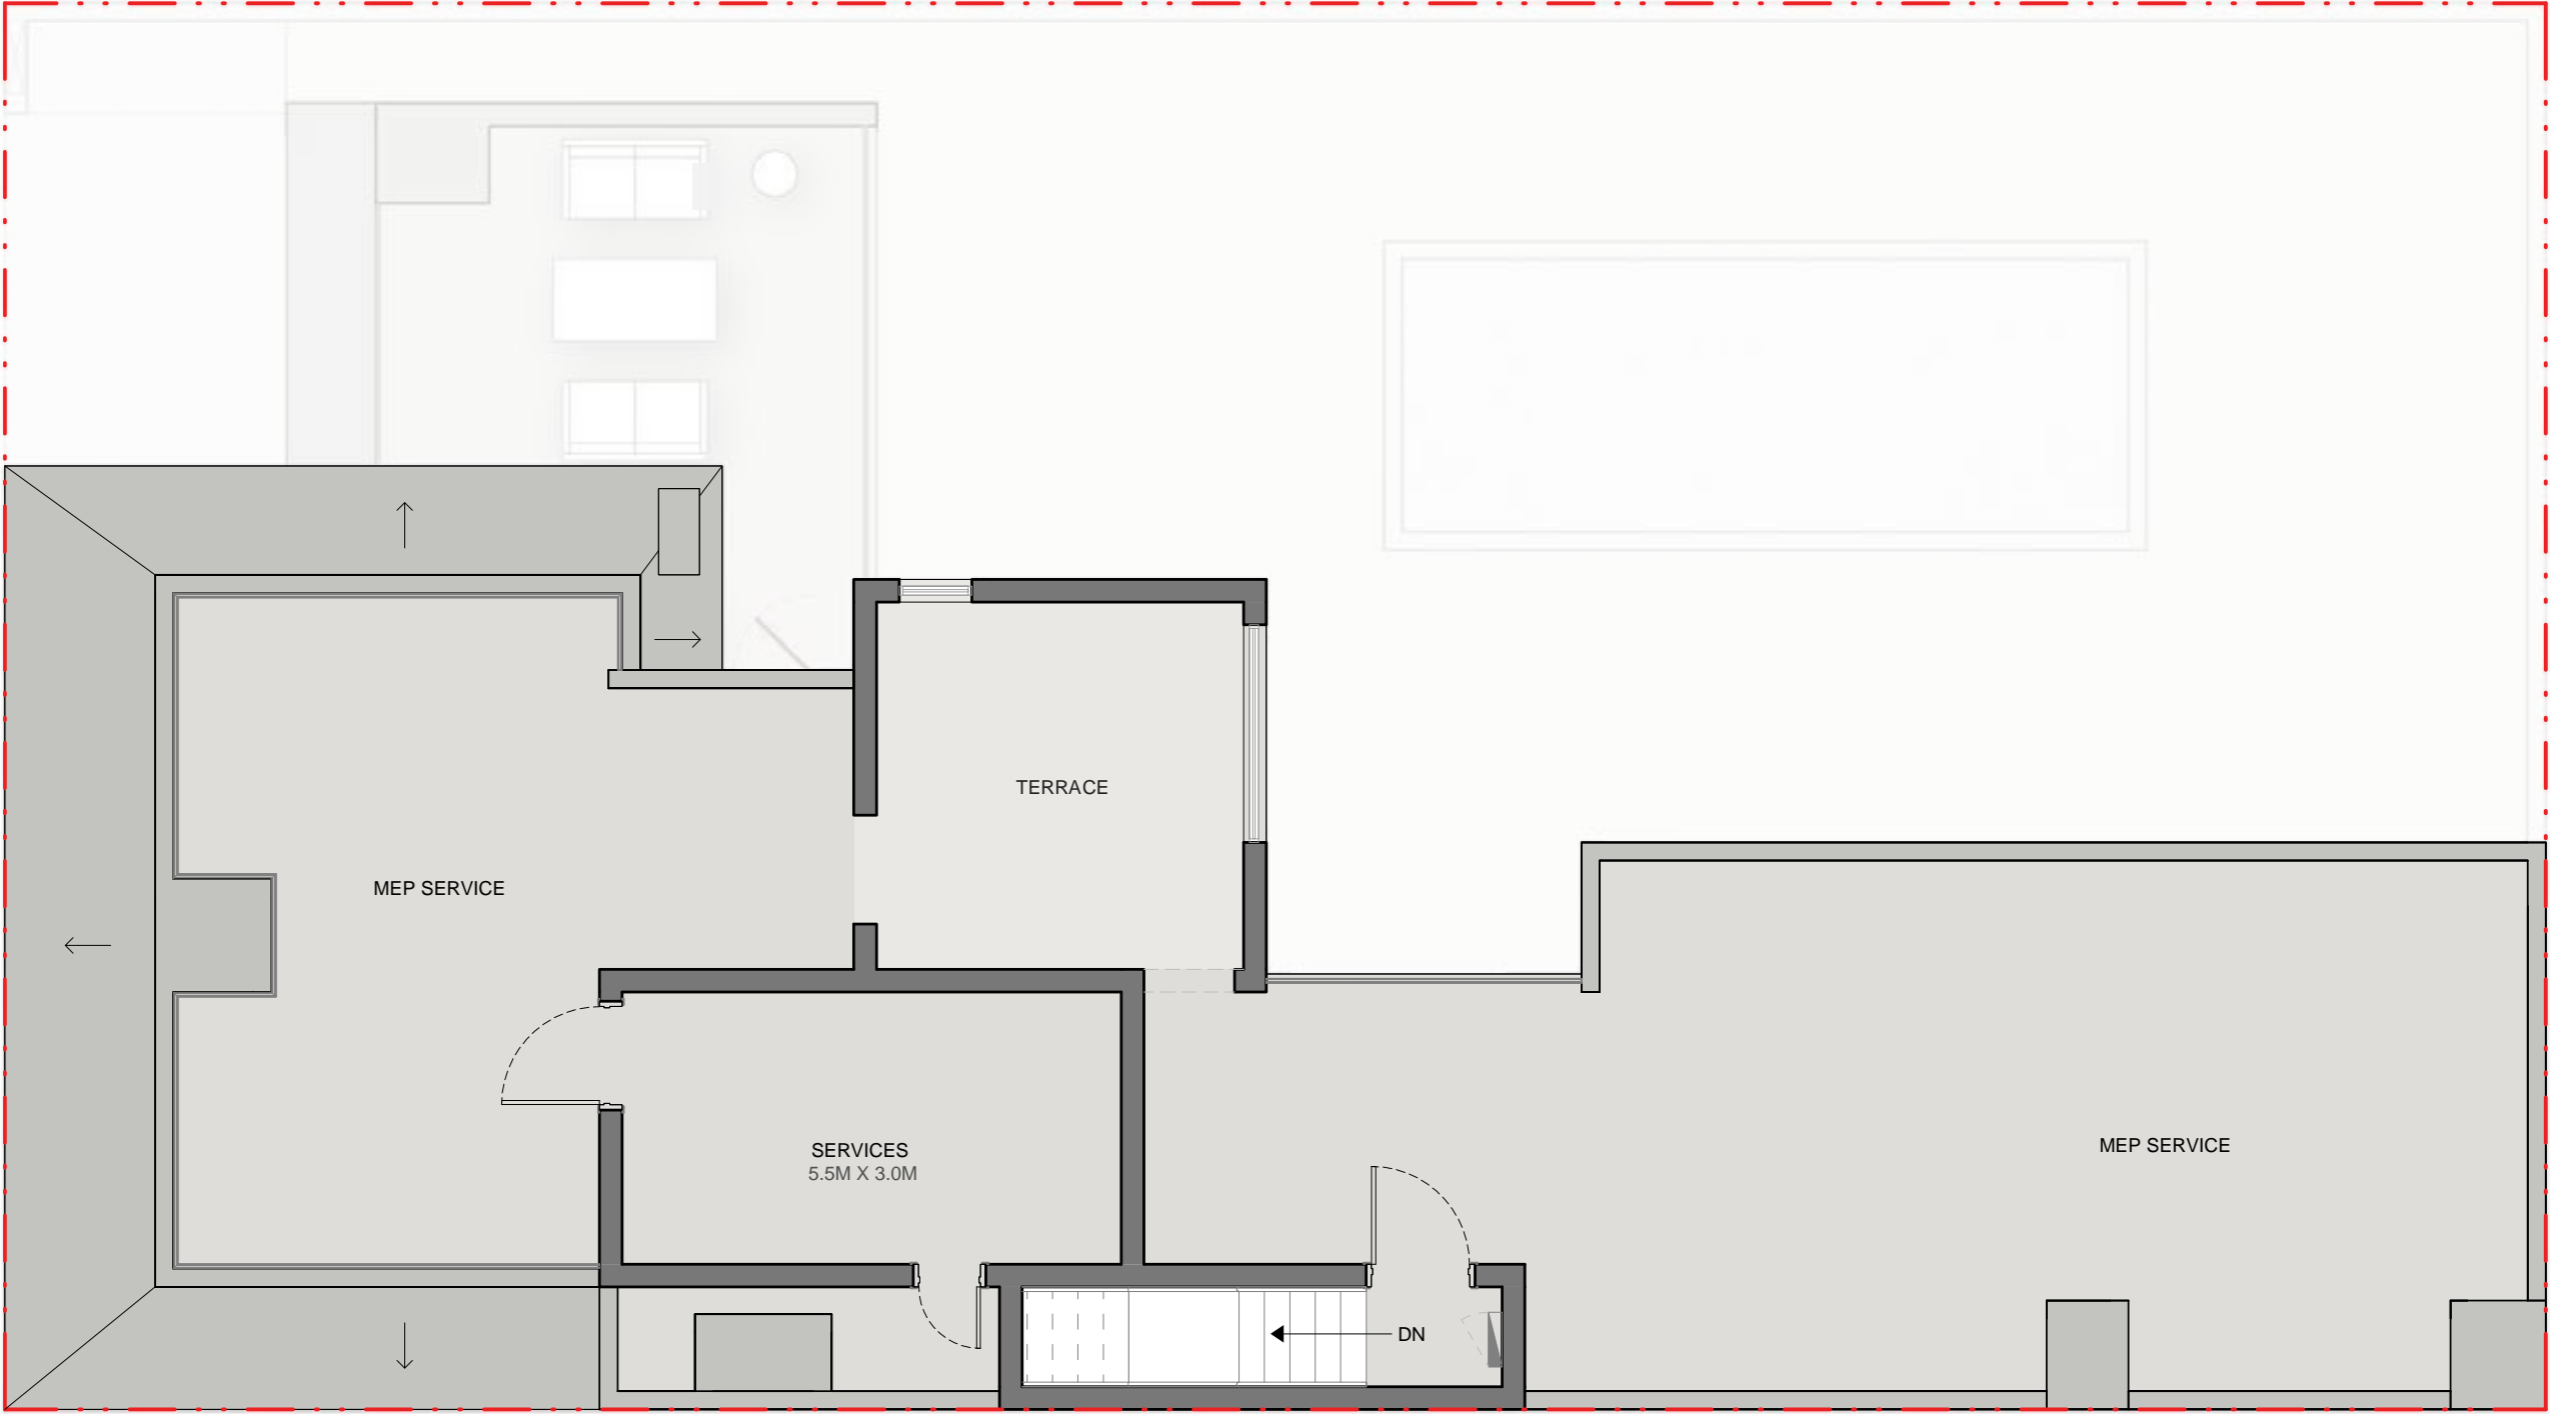 TERRACE
MEP SERVICE
SERVICES
5.5M X 3.0M
MEP SERVICE
DN